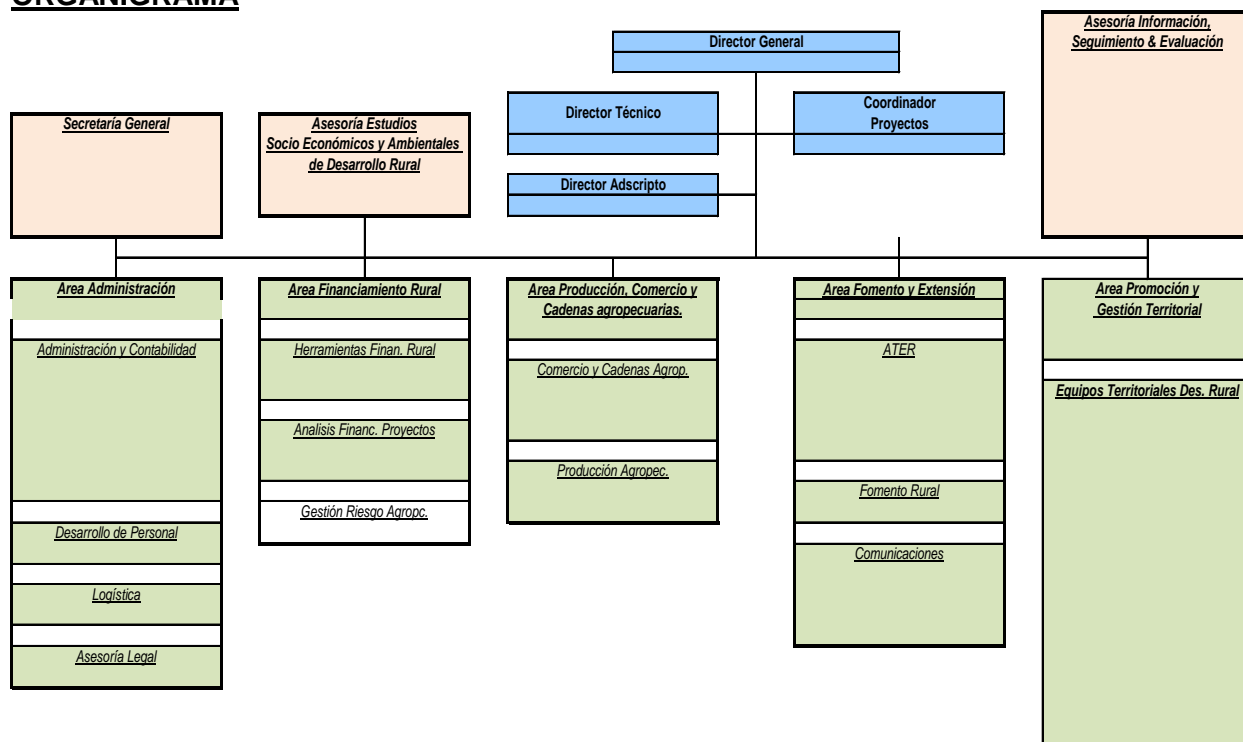 ORGANIGRAMA
Asesoría Información,
Seguimiento & Evaluación
Director General
Director Técnico
Coordinador
Proyectos
Secretaría General
Asesoría Estudios
Socio Económicos y Ambientales
de Desarrollo Rural
Director Adscripto
Area Administración
Administración y Contabilidad
Desarrollo de Personal
Logística
Asesoría Legal
Area Financiamiento Rural
Herramientas Finan. Rural
Analisis Financ. Proyectos
Gestión Riesgo Agropc.
Area Producción, Comercio y
Cadenas agropecuarias.
Comercio y Cadenas Agrop.
Producción Agropec.
Area Fomento y Extensión
ATER
Fomento Rural
Comunicaciones
Area Promoción y
Gestión Territorial
Equipos Territoriales Des. Rural